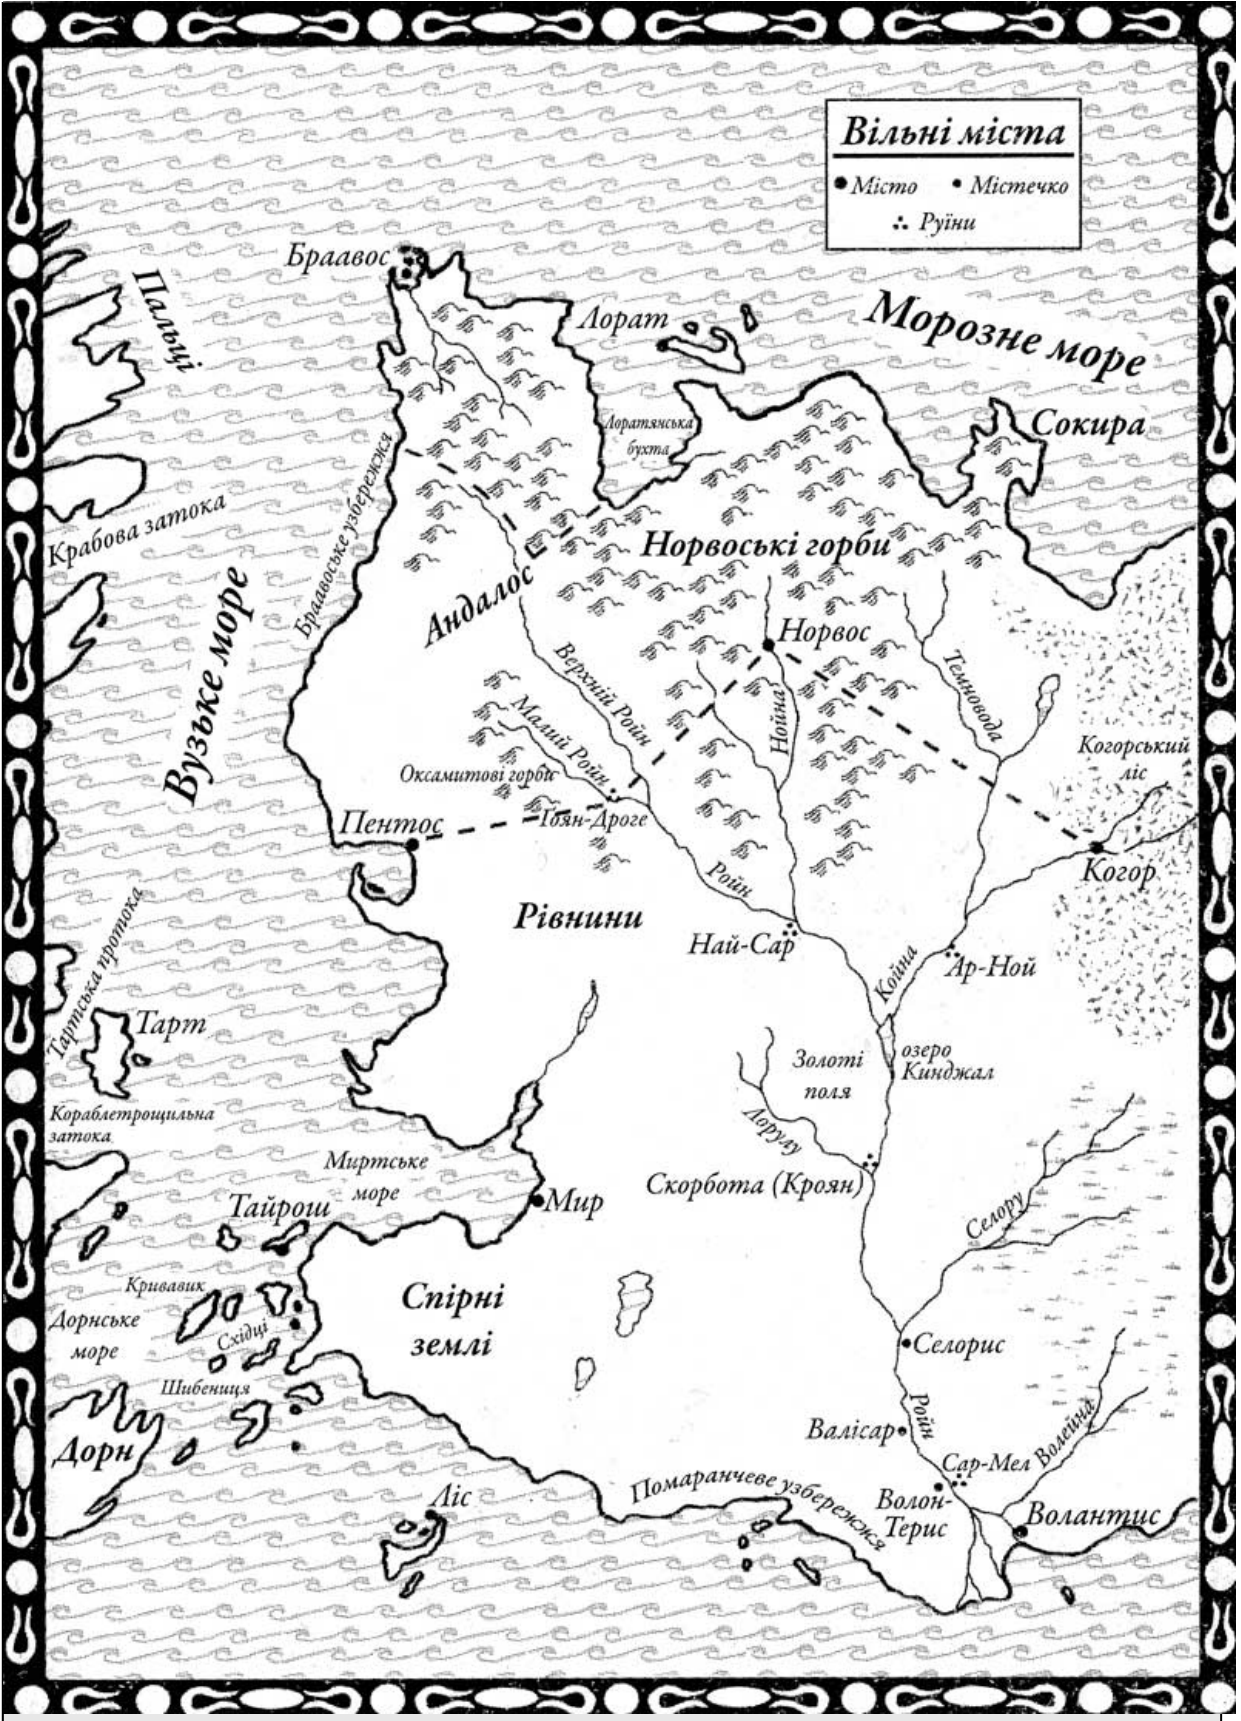 Вільні міста
Місто
Містечко
Руїни
Браавос
Пальці
Лорат
Морозне море
Сокира
Лоратянська
бухта
Браавоське узбережжя
Крабова затока
Норвоські горби
Андалос
Вузьке море
Норвос
Верхній Ройн
Темновода
Малий Ройн
Нойна
Когорський
ліс
Оксамитові горби
Гоян-Дроге
Пентос
Когор
Ройн
Рівнини
Най-Сар
Ар-Ной
Койна
Тартська протока
Тарт
Золоті
поля
озеро
Кинджал
Кораблетрощильна
затока
Лорулу
Миртське
море
Скорбота (Кроян)
Тайрош
Мир
Селору
Кривавик
Спірні
землі
Дорнське
море
Східці
Селорис
Шибениця
Ройн
Валісар
Волейна
Дорн
Сар-Мел
Помаранчеве узбережжя
Ліс
Волон-
Терис
Волантис